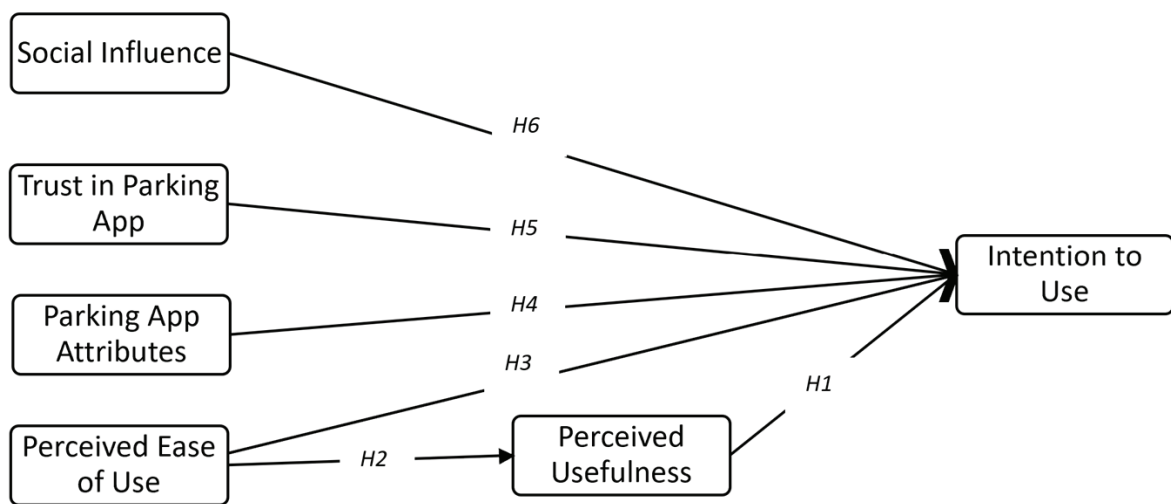 Social Influence
H6
Trust in Parking
App
H5
Intention to
Use
Parking App
Attributes
H4
H3
H1
Perceived Ease
of Use
H2
Perceived
Usefulness